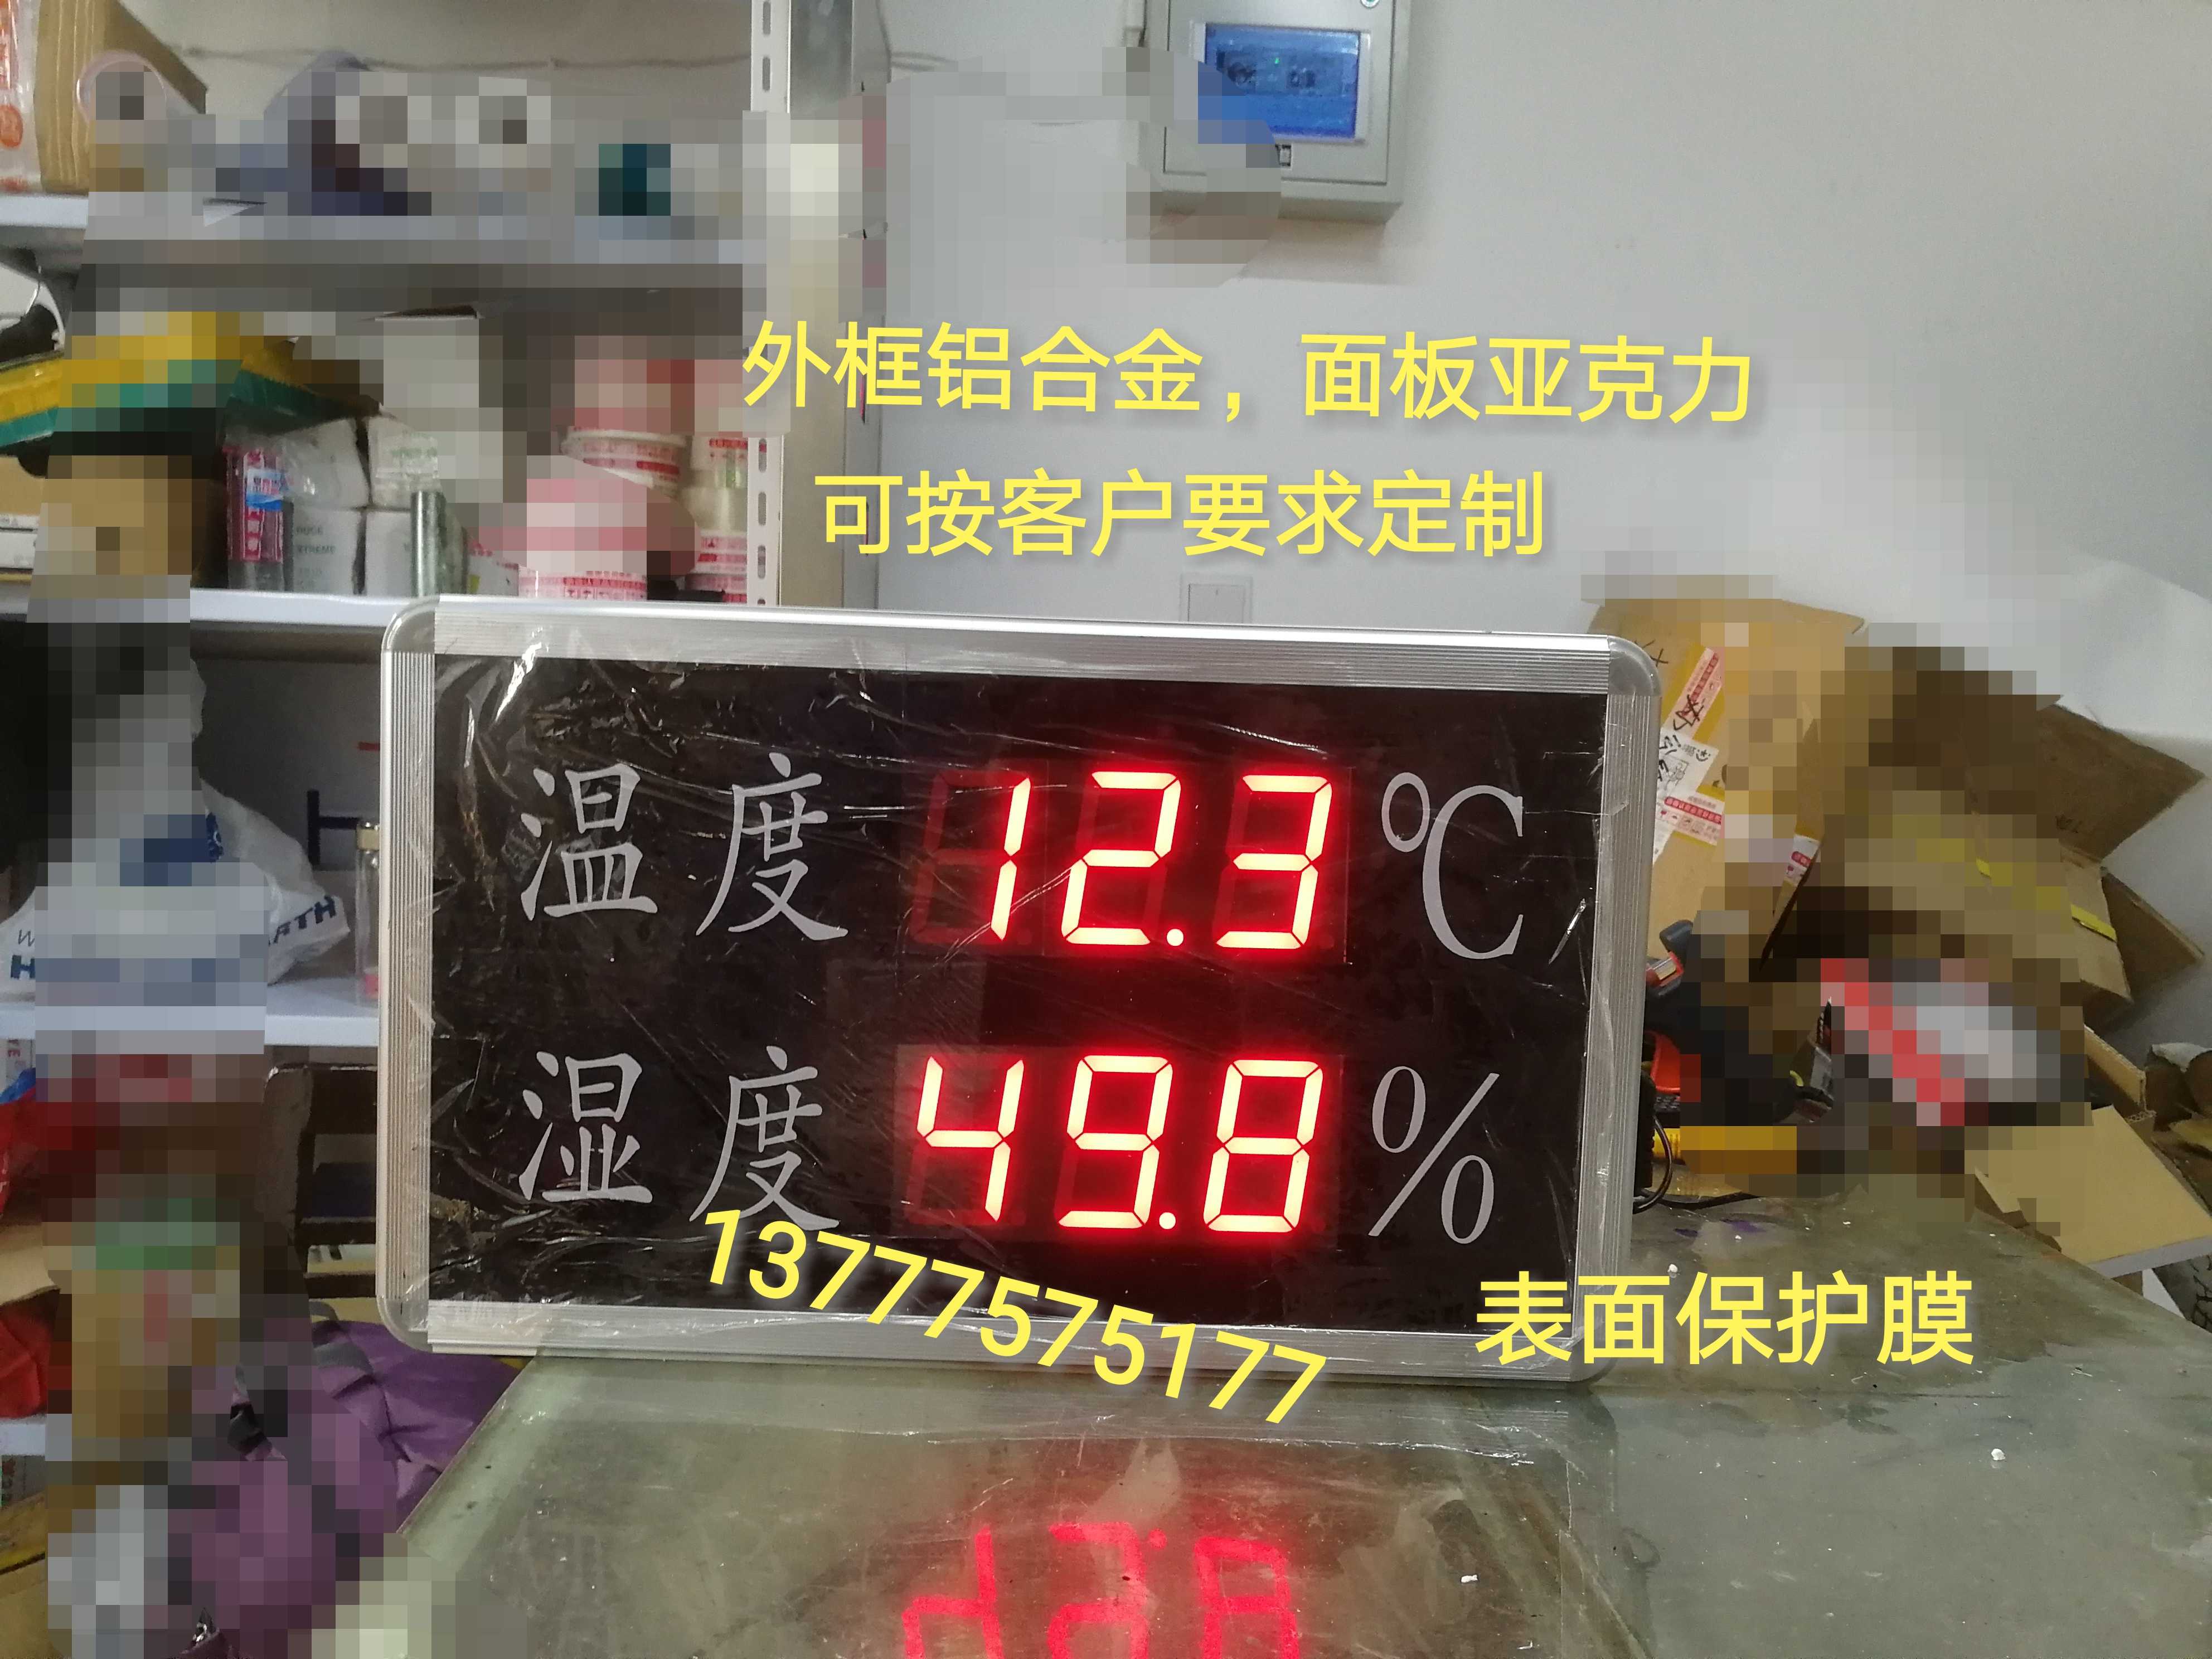 外框铝合金，面板亚克力
可按客户要求定制
温度 12.3 ℃
湿度 49.8 %
13777575177
表面保护膜